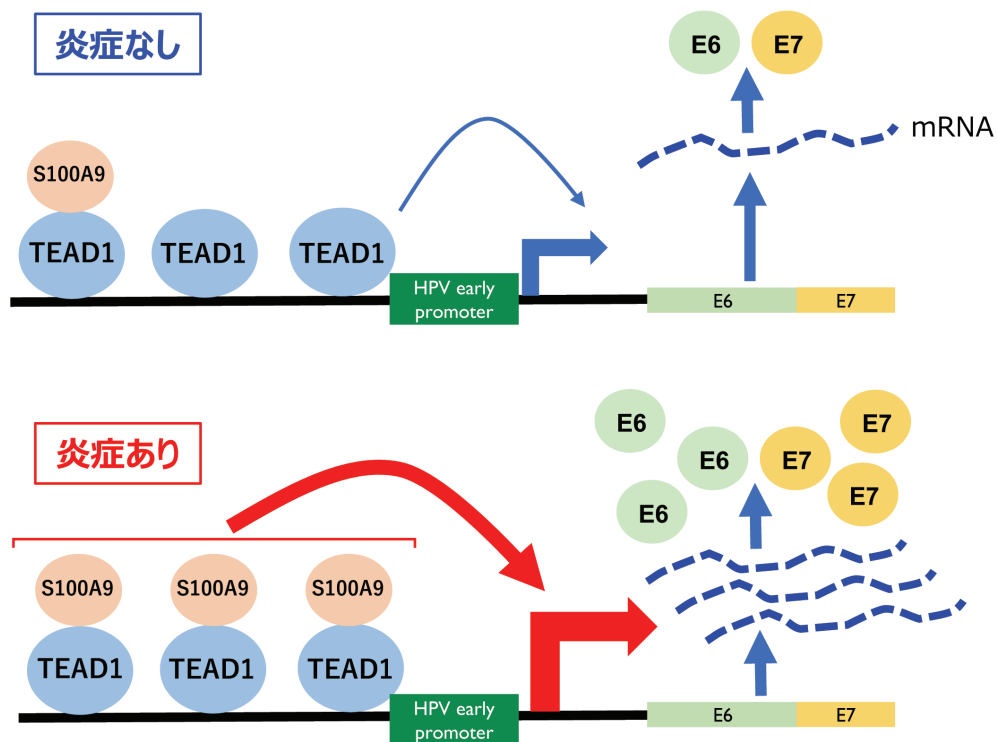 炎症なし
E6
E7
mRNA
S100A9
TEAD1
TEAD1
TEAD1
HPV early
promoter
E6
E7
炎症あり
E6
E6
E7
E7
E6
E7
S100A9
S100A9
S100A9
TEAD1
TEAD1
TEAD1
HPV early
promoter
E6
E7